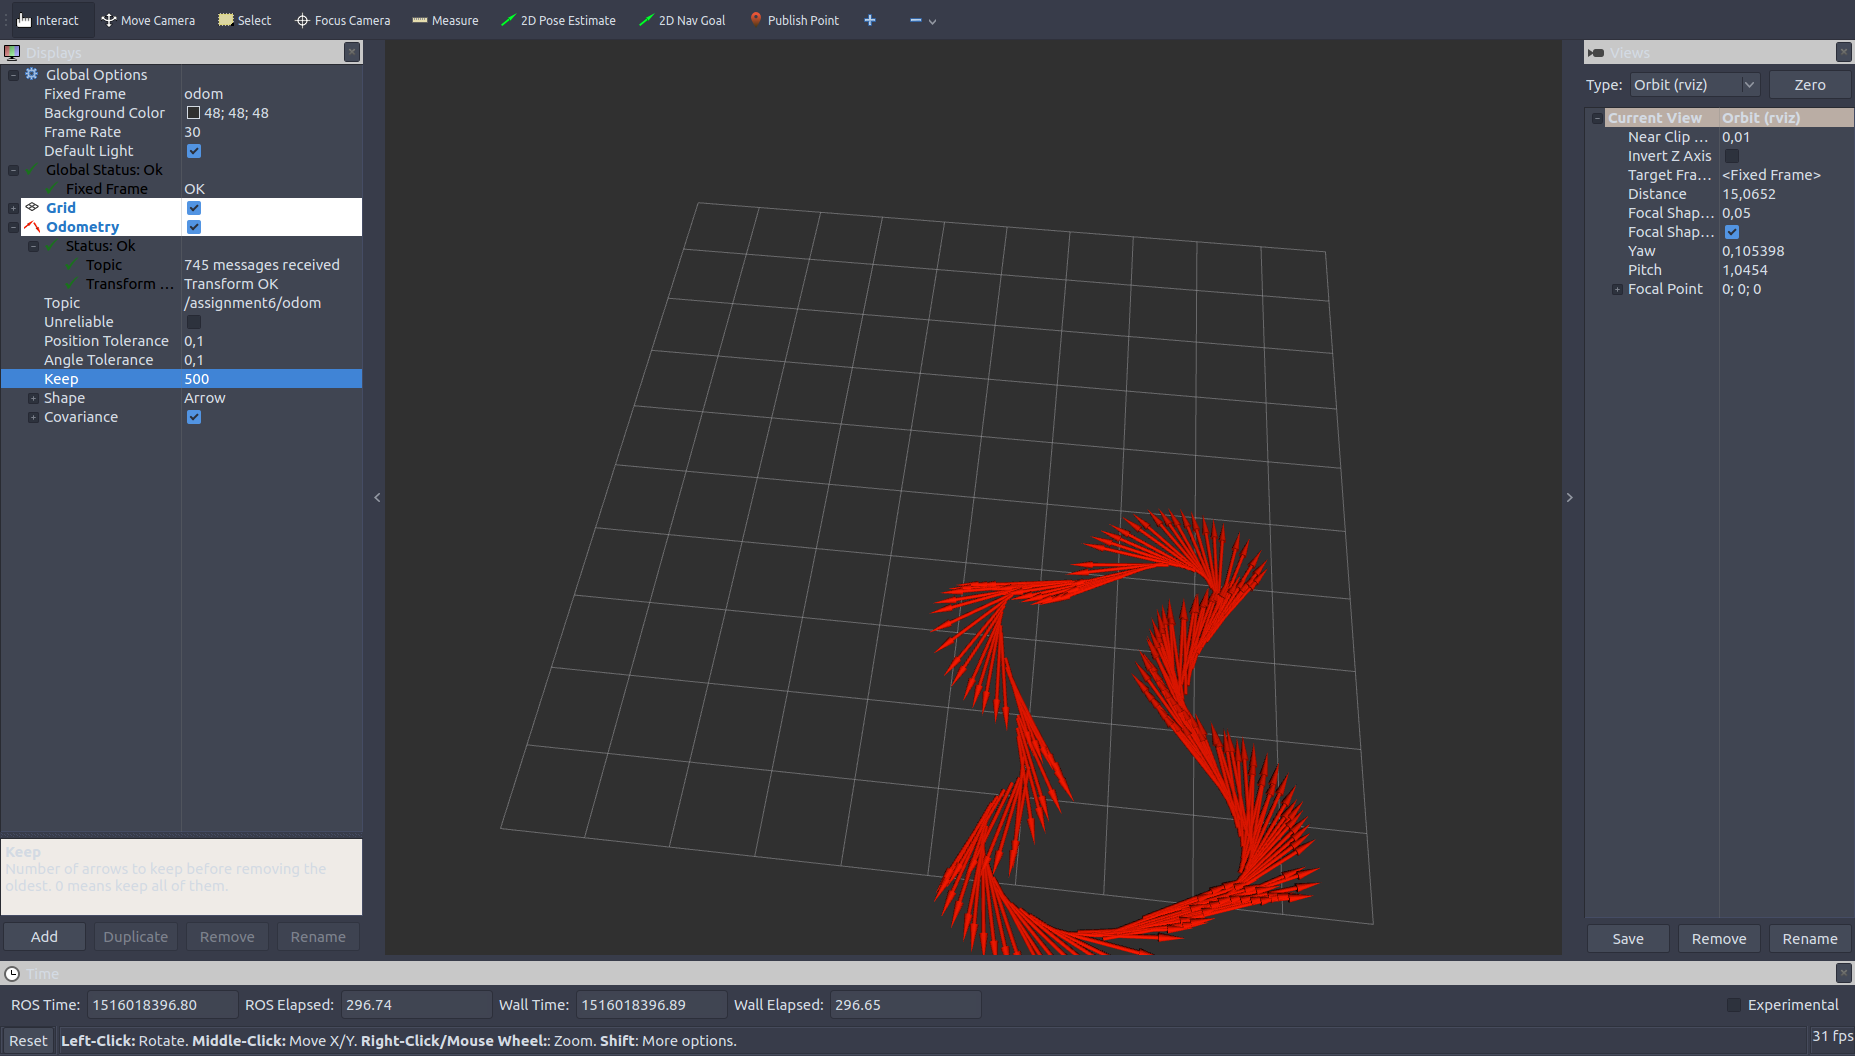 Interact Move Camera Select Focus Camera Measure 2D Pose Estimate 2D Nav Goal Publish Point
Displays
Global Options
Fixed Frame odom
Background Color 48; 48; 48
Frame Rate 30
Default Light
Global Status: Ok
Fixed Frame OK
Grid
Odometry
Status: Ok
Topic 745 messages received
Transform ... Transform OK
Topic /assignment6/odom
Unreliable
Position Tolerance 0,1
Angle Tolerance 0,1
Keep 500
Shape Arrow
Covariance
Keep
Number of arrows to keep before removing the
oldest. 0 means keep all of them.
Add Duplicate Remove Rename
Views
Type: Orbit (rviz) Zero
Current View Orbit (rviz)
Near Clip ... 0,01
Invert Z Axis
Target Fra... <Fixed Frame>
Distance 15,0652
Focal Shap... 0,05
Focal Shap...
Yaw 0,105398
Pitch 1,0454
Focal Point 0; 0; 0
Save Remove Rename
Time
ROS Time: 1516018396.80 ROS Elapsed: 296.74 Wall Time: 1516018396.89 Wall Elapsed: 296.65 Experimental
Reset Left-Click: Rotate. Middle-Click: Move X/Y. Right-Click/Mouse Wheel:: Zoom. Shift: More options. 31 fps